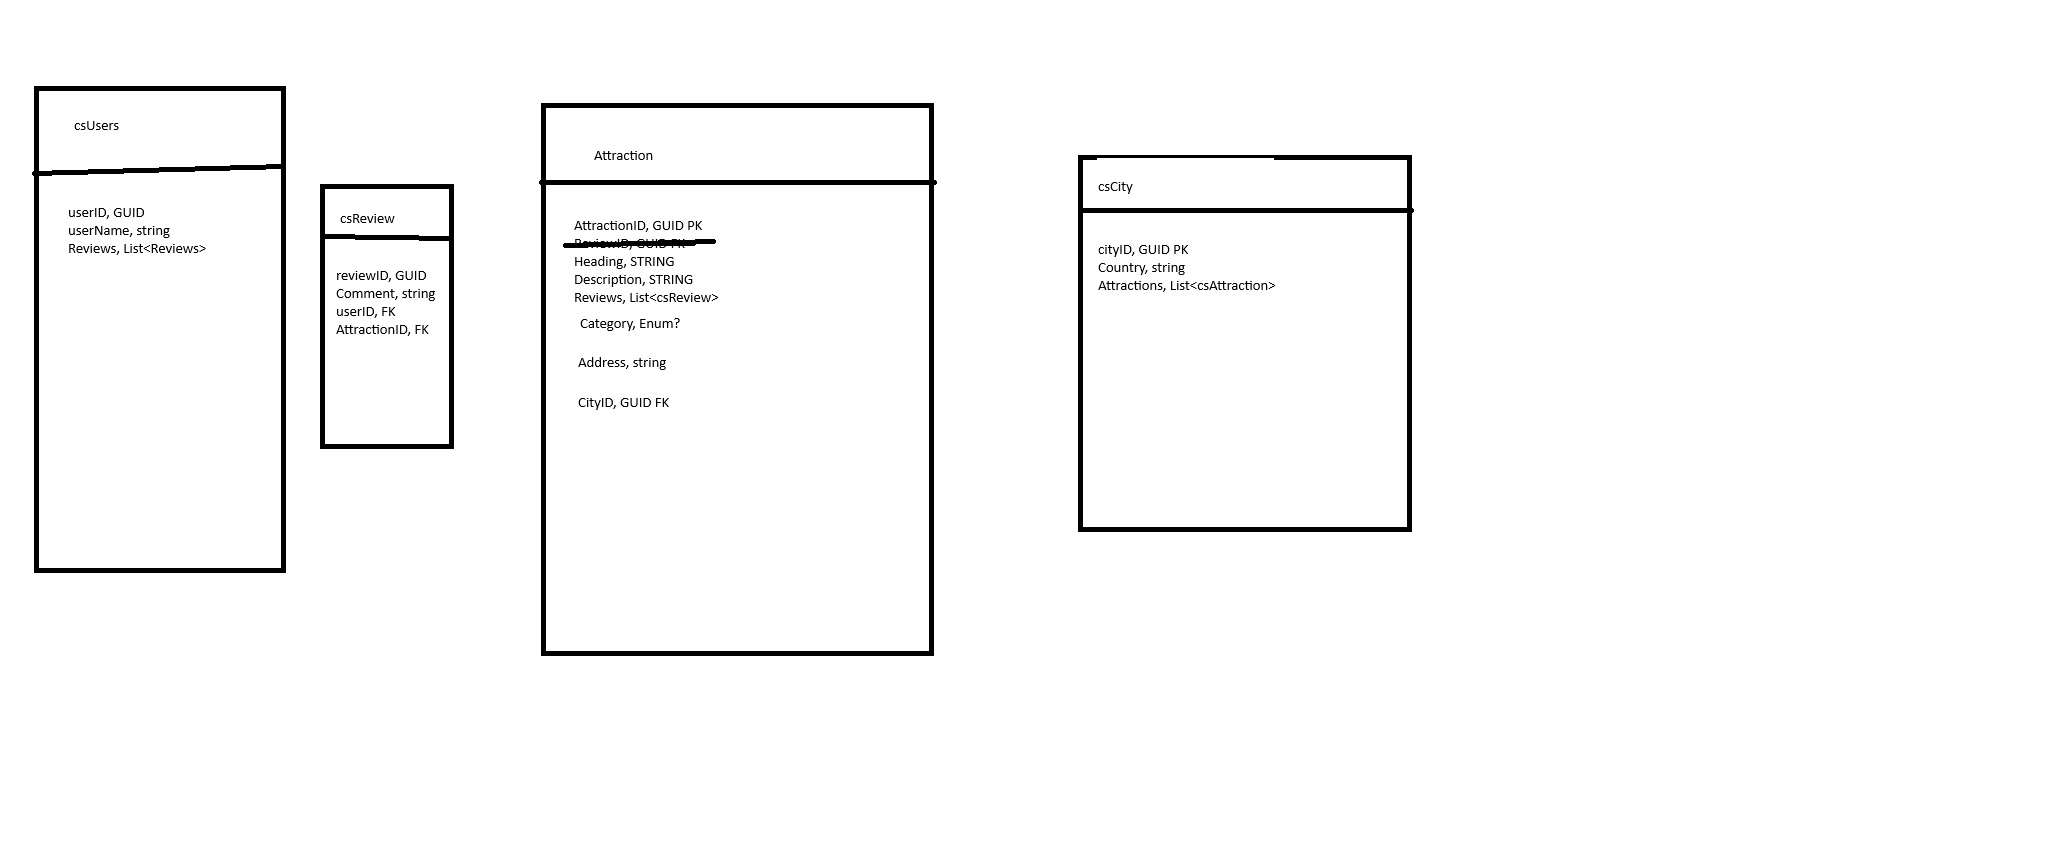 csUsers
userID, GUID
userName, string
Reviews, List<Reviews>
csReview
reviewID, GUID
Comment, string
userID, FK
AttractionID, FK
Attraction
AttractionID, GUID PK
ReviewID, GUID FK
Heading, STRING
Description, STRING
Reviews, List<csReview>
Category, Enum?
Address, string
CityID, GUID FK
csCity
cityID, GUID PK
Country, string
Attractions, List<csAttraction>